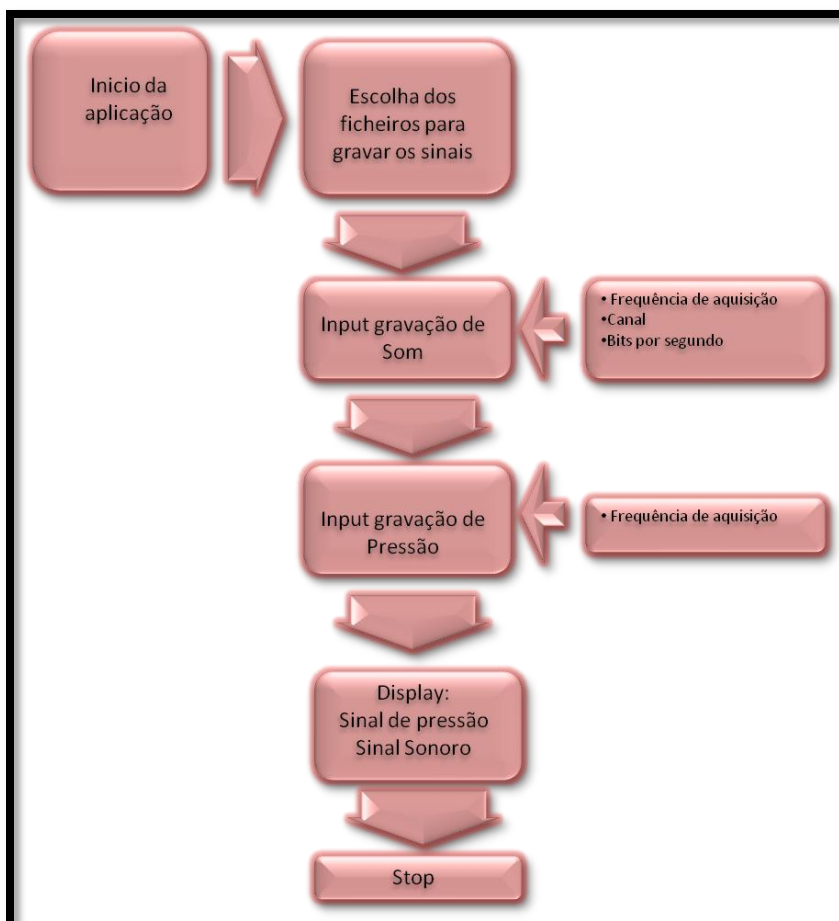 Inicio da
aplicação
Escolha dos
ficheiros para
gravar os sinais
Input gravação de
Som
• Frequência de aquisição
•Canal
•Bits por segundo
Input gravação de
Pressão
• Frequência de aquisição
Display:
Sinal de pressão
Sinal Sonoro
Stop